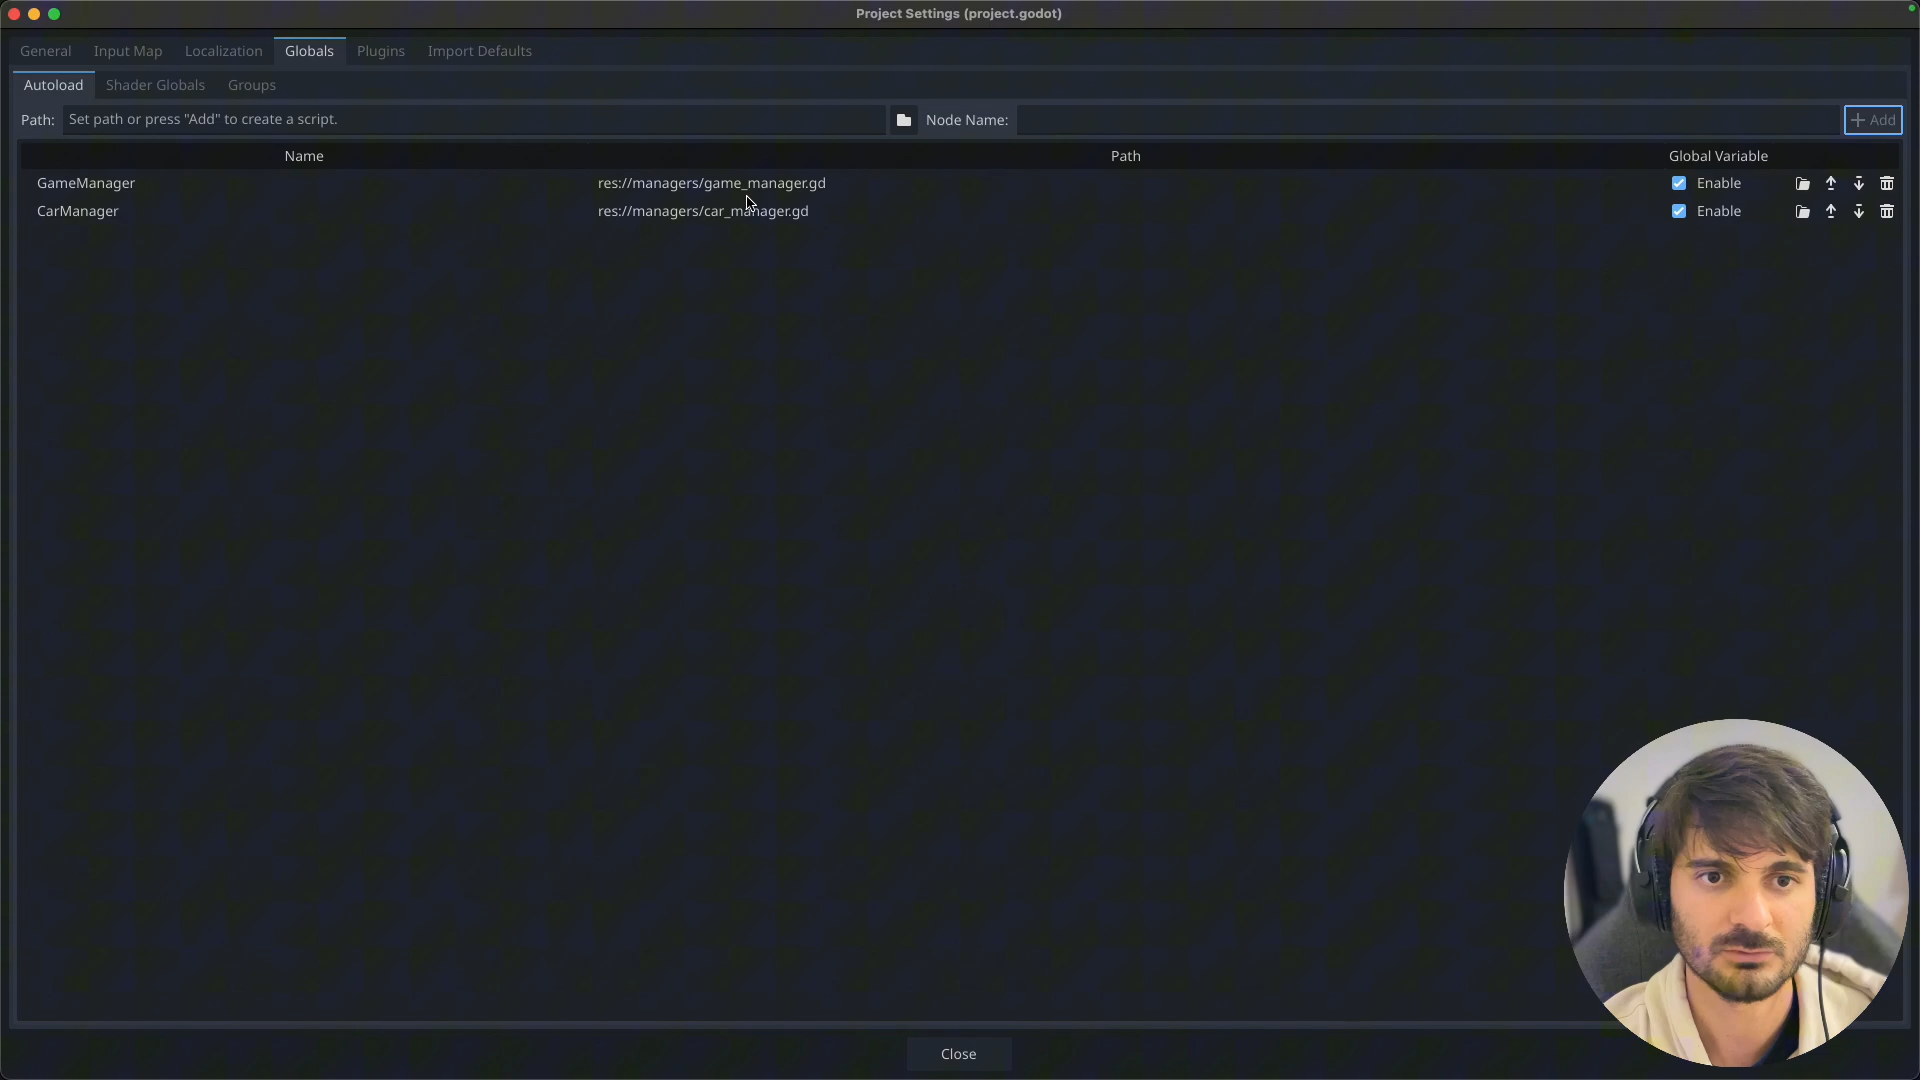 Project Settings (project.godot)
General Input Map Localization Globals Plugins Import Defaults
Autoload Shader Globals Groups
Path: Set path or press "Add" to create a script. Node Name: Add
Name Path Global Variable
GameManager res://managers/game_manager.gd Enable
CarManager res://managers/car_manager.gd Enable
Close